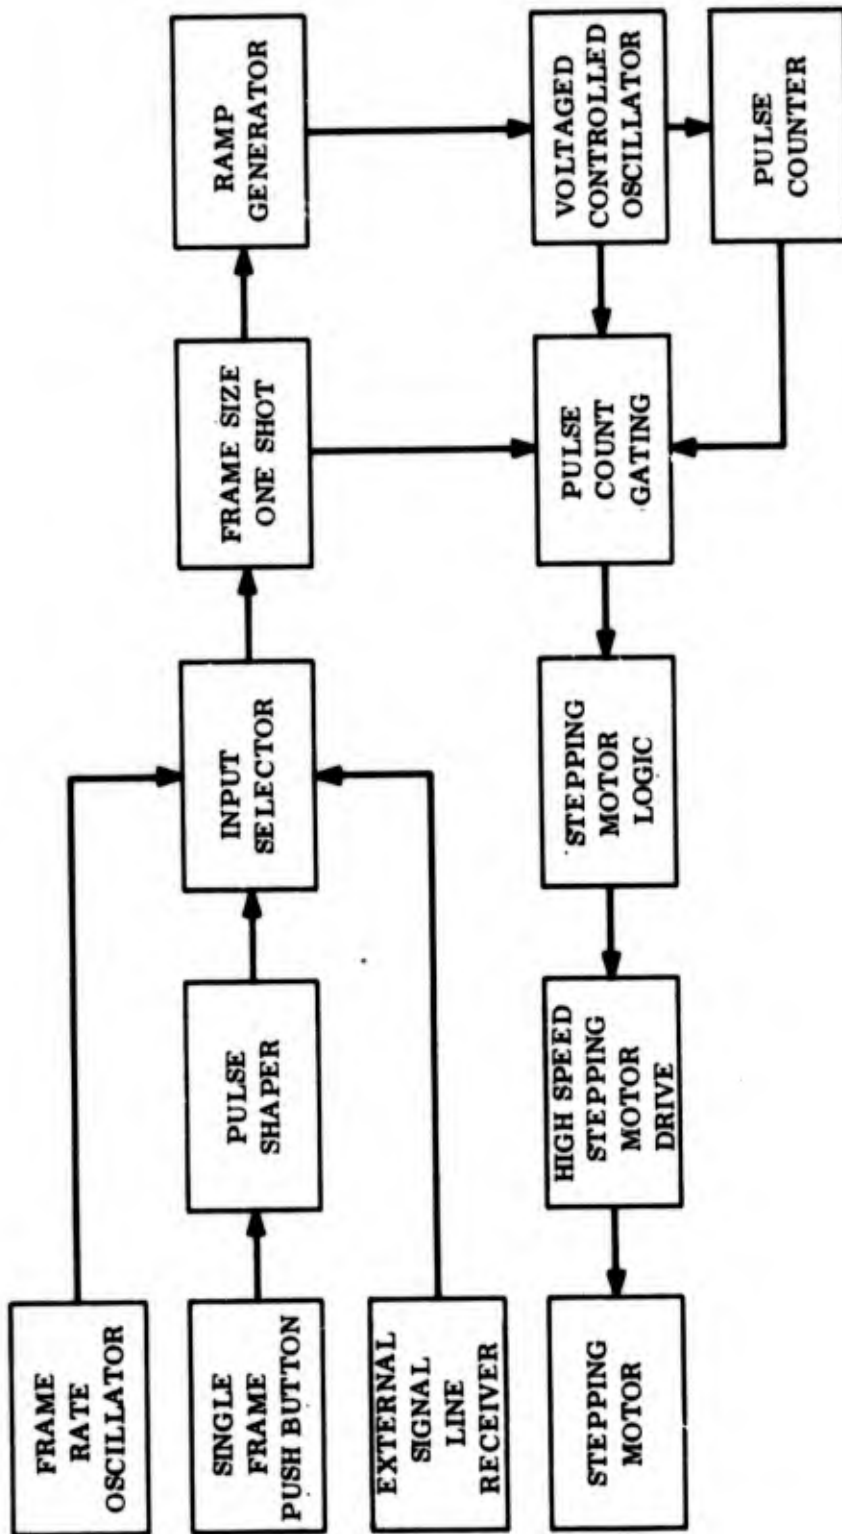 FRAME
RATE
OSCILLATOR
SINGLE
FRAME
PUSH BUTTON
PULSE
SHAPER
EXTERNAL
SIGNAL
LINE
RECEIVER
INPUT
SELECTOR
FRAME SIZE
ONE SHOT
RAMP
GENERATOR
STEPPING
MOTOR
HIGH SPEED
STEPPING
MOTOR
DRIVE
STEPPING
MOTOR
LOGIC
PULSE
COUNT
GATING
VOLTAGED
CONTROLLED
OSCILLATOR
PULSE
COUNTER